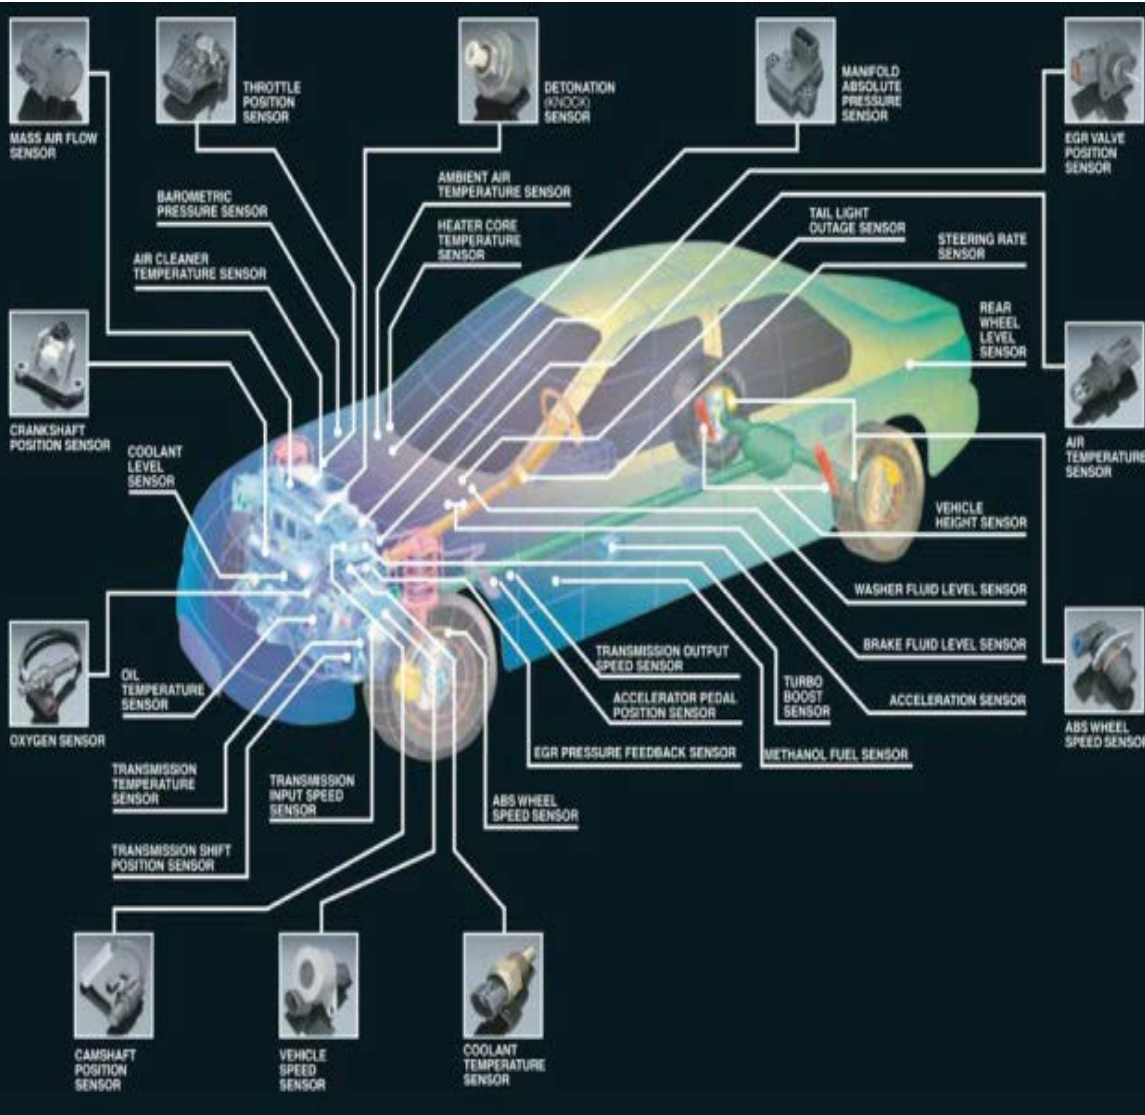 MASS AIR FLOW
SENSOR
THROTTLE
POSITION
SENSOR
DETONATION
(KNOCK)
SENSOR
MANIFOLD
ABSOLUTE
PRESSURE
SENSOR
EGR VALVE
POSITION
SENSOR
BAROMETRIC
PRESSURE SENSOR
AMBIENT AIR
TEMPERATURE SENSOR
TAIL LIGHT
OUTAGE SENSOR
AIR CLEANER
TEMPERATURE SENSOR
HEATER CORE
TEMPERATURE
SENSOR
STEERING RATE
SENSOR
REAR
WHEEL
LEVEL
SENSOR
CRANKSHAFT
POSITION SENSOR
AIR
TEMPERATURE
SENSOR
COOLANT
LEVEL
SENSOR
VEHICLE
HEIGHT SENSOR
WASHER FLUID LEVEL SENSOR
BRAKE FLUID LEVEL SENSOR
ACCELERATION SENSOR
ABS WHEEL
SPEED SENSOR
OXYGEN SENSOR
OIL
TEMPERATURE
SENSOR
TRANSMISSION OUTPUT
SPEED SENSOR
ACCELERATOR PEDAL
POSITION SENSOR
TURBO
BOOST
SENSOR
EGR PRESSURE FEEDBACK SENSOR
METHANOL FUEL SENSOR
TRANSMISSION
TEMPERATURE
SENSOR
TRANSMISSION
INPUT SPEED
SENSOR
ABS WHEEL
SPEED SENSOR
TRANSMISSION SHIFT
POSITION SENSOR
CAMSHAFT
POSITION
SENSOR
VEHICLE
SPEED
SENSOR
COOLANT
TEMPERATURE
SENSOR